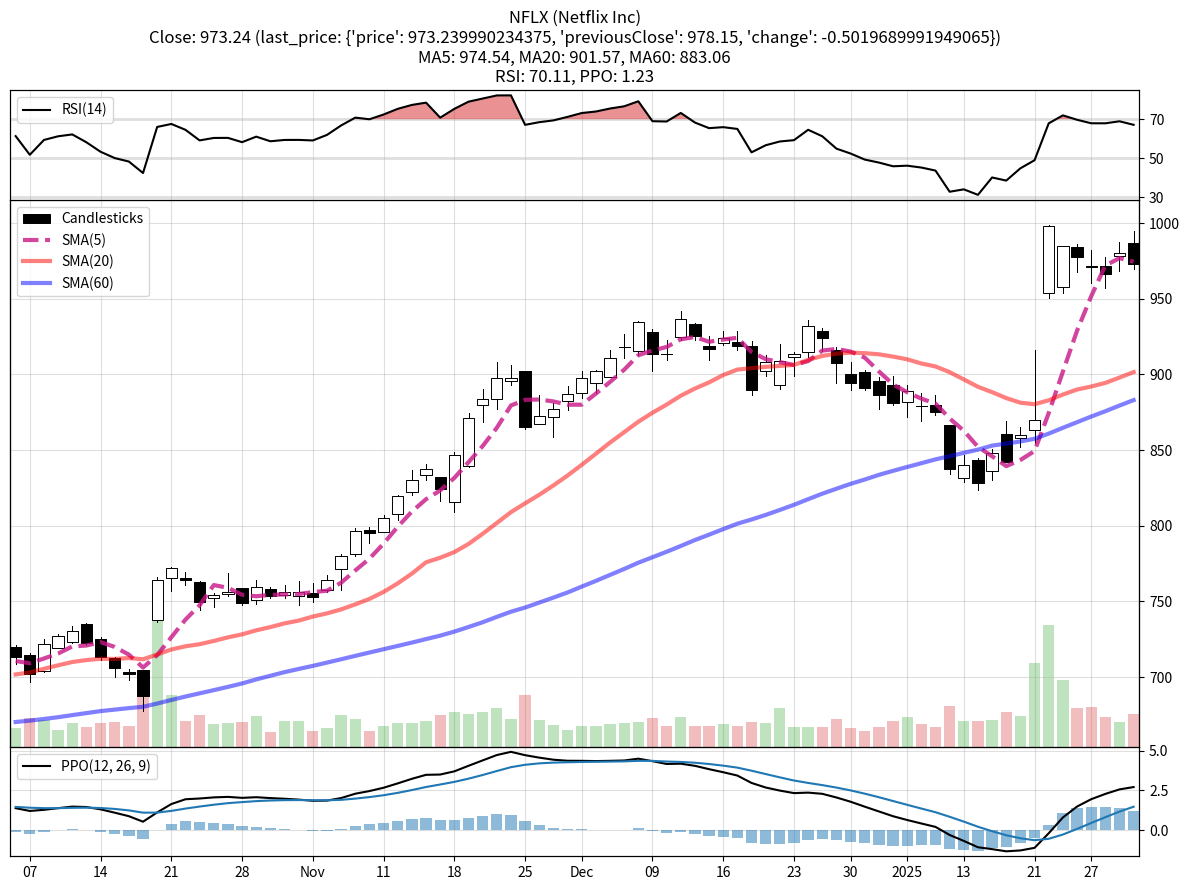 NFLX (Netflix Inc)
Close: 973.24 (last_price: {'price': 973.239990234375, 'previousClose': 978.15, 'change': -0.5019689991949065})
MA5: 974.54, MA20: 901.57, MA60: 883.06
RSI: 70.11, PPO: 1.23
RSI(14)
70
50
30
Candlesticks
SMA(5)
SMA(20)
SMA(60)
1000
950
900
850
800
750
700
PPO(12, 26, 9)
5.0
2.5
0.0
07 14 21 28 Nov 11 18 25 Dec 09 16 23 30 2025 13 21 27